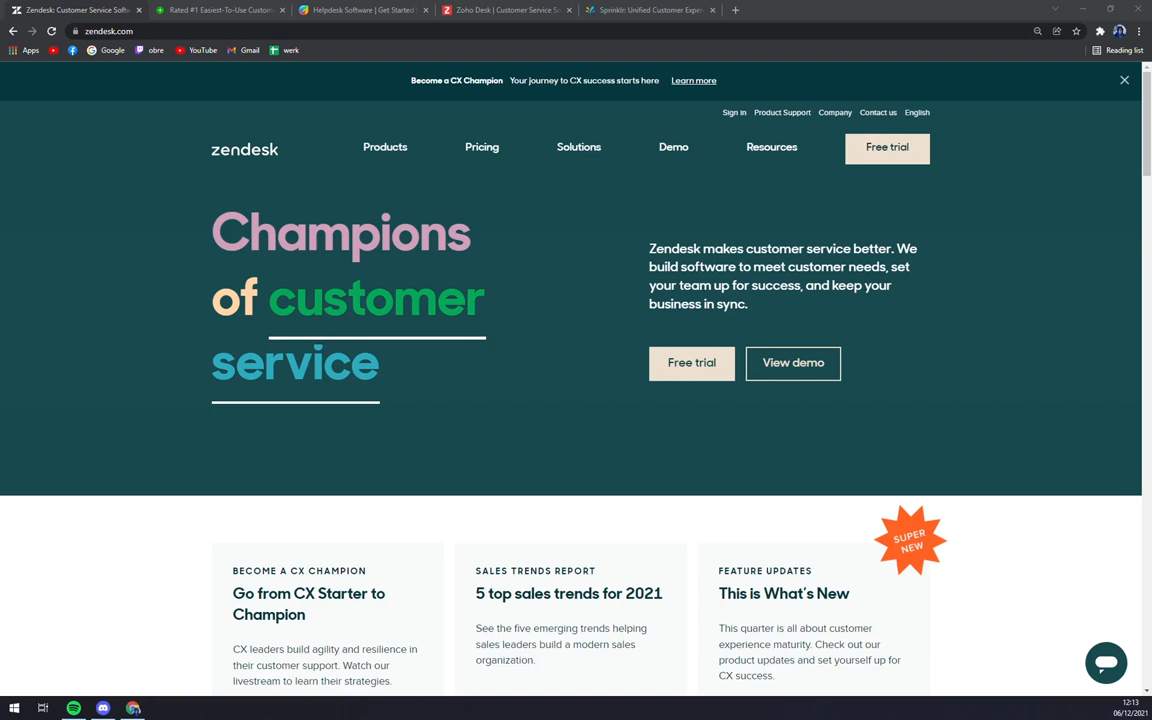 Zendesk: Customer Service Softw
Rated #1 Easiest-To-Use Custom
Helpdesk Software | Get Started
Zoho Desk | Customer Service So
Sprinklr: Unified Customer Exper
zendesk.com
Apps
YouTube
obre
Google
Gmail
werk
Reading list
Become a CX Champion Your journey to CX success starts here Learn more
Sign in Product Support Company Contact us English
zendesk
Products Pricing Solutions Demo Resources Free trial
Champions
of customer
service
Zendesk makes customer service better. We
build software to meet customer needs, set
your team up for success, and keep your
business in sync.
Free trial View demo
SUPER
NEW
BECOME A CX CHAMPION
Go from CX Starter to
Champion
CX leaders build agility and resilience in
their customer support. Watch our
livestream to learn their strategies.
SALES TRENDS REPORT
5 top sales trends for 2021
See the five emerging trends helping
sales leaders build a modern sales
organization.
FEATURE UPDATES
This is What's New
This quarter is all about customer
experience maturity. Check out our
product updates and set yourself up for
CX success.
12:13
06/12/2021